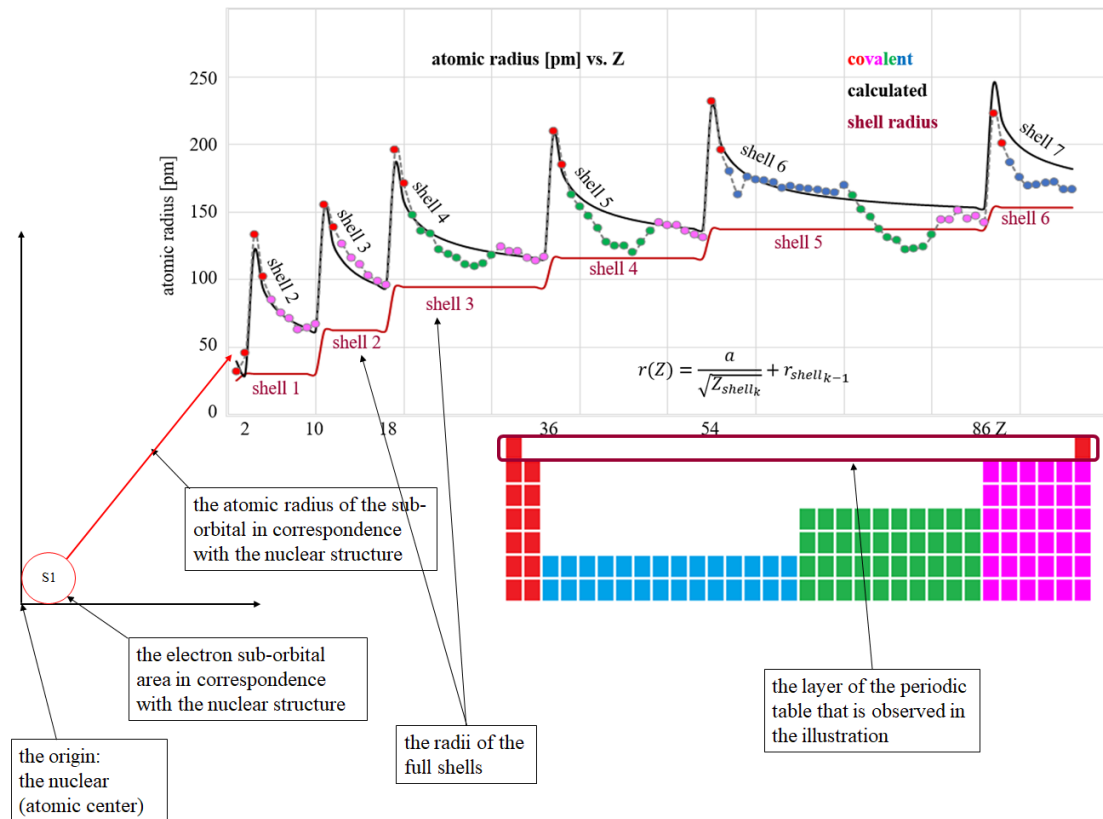 atomic radius [pm] vs. Z
covalent
calculated
shell radius
atomic radius [pm]
250
200
150
100
50
0
shell 2
shell 3
shell 4
shell 5
shell 6
shell 7
shell 1
shell 2
shell 3
shell 4
shell 5
shell 6
r(Z) = a / √Z_{shell_k} + r_{shell_{k−1}}
2 10 18 36 54 86 Z
the atomic radius of the sub-
orbital in correspondence
with the nuclear structure
S1
the electron sub-orbital
area in correspondence
with the nuclear structure
the layer of the periodic
table that is observed in
the illustration
the radii of the
full shells
the origin:
the nuclear
(atomic center)